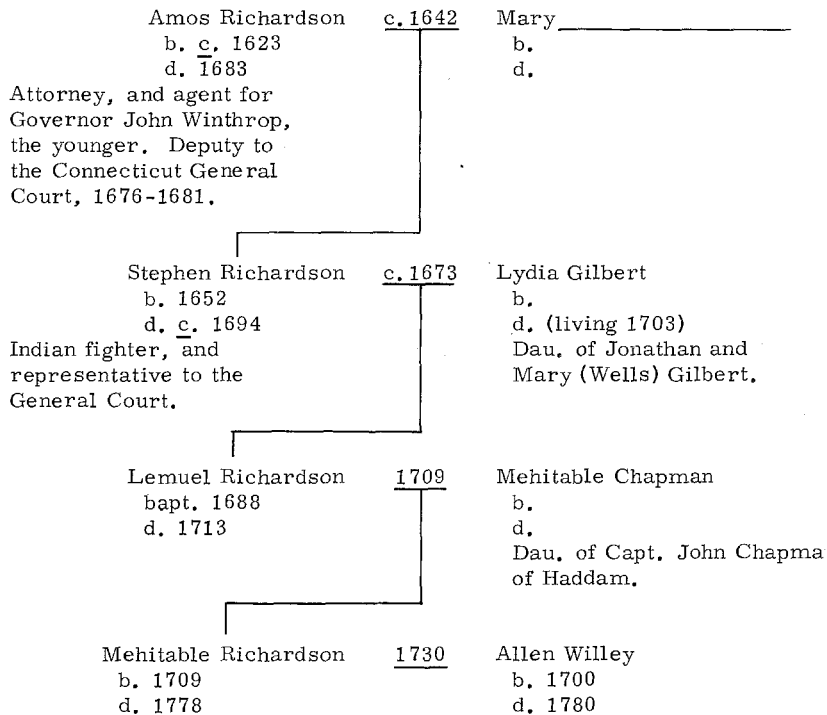 Amos Richardson c. 1642 Mary
b. c. 1623 b.
d. 1683 d.
Attorney, and agent for
Governor John Winthrop,
the younger. Deputy to
the Connecticut General
Court, 1676-1681.
Stephen Richardson c. 1673 Lydia Gilbert
b. 1652 b.
d. c. 1694 d. (living 1703)
Indian fighter, and Dau. of Jonathan and
representative to the Mary (Wells) Gilbert.
General Court.
Lemuel Richardson 1709 Mehitable Chapman
bapt. 1688 b.
d. 1713 d.
Dau. of Capt. John Chapma
of Haddam.
Mehitable Richardson 1730 Allen Willey
b. 1709 b. 1700
d. 1778 d. 1780